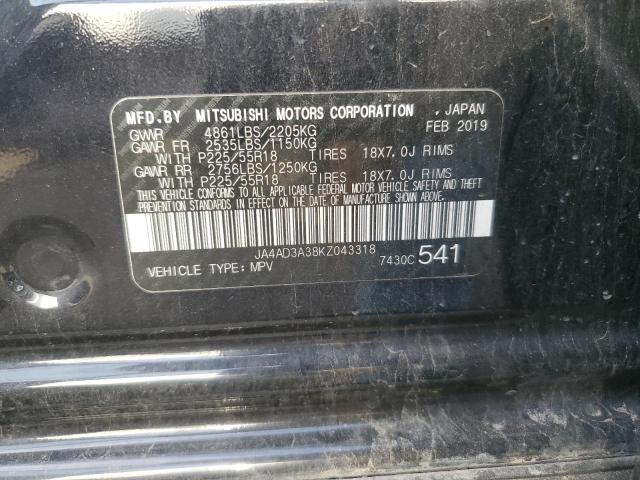 MFD.BY MITSUBISHI MOTORS CORPORATION , JAPAN
GVWR 4861LBS/2205KG FEB 2019
GAWR FR 2535LBS/1150KG
WITH P225/55R18 TIRES 18X7.0J RIMS
GAWR RR 2756LBS/1250KG
WITH P225/55R18 TIRES 18X7.0J RIMS
THIS VEHICLE CONFORMS TO ALL APPLICABLE FEDERAL MOTOR VEHICLE SAFETY AND THEFT
PREVENTION STANDARDS IN EFFECT ON THE DATE OF MANUFACTURE SHOWN ABOVE.
JA4AD3A38KZ043318
VEHICLE TYPE: MPV 7430C 541